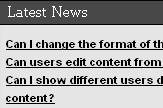 Latest News
Can I change the format of th
Can users edit content from
Can I show different users d
content?